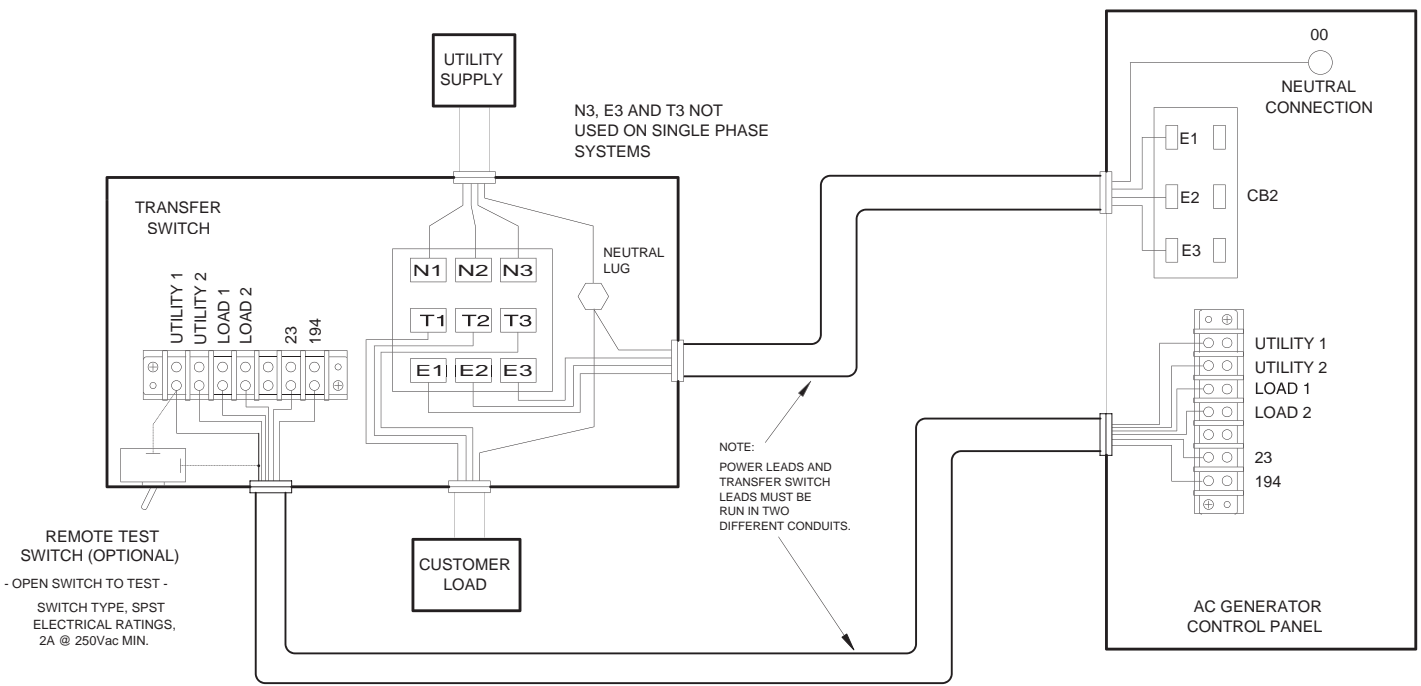 UTILITY
SUPPLY
N3, E3 AND T3 NOT
USED ON SINGLE PHASE
SYSTEMS
00
NEUTRAL
CONNECTION
E1
E2
E3
CB2
TRANSFER
SWITCH
NEUTRAL
LUG
N1 N2 N3
T1 T2 T3
E1 E2 E3
UTILITY 1
UTILITY 2
LOAD 1
LOAD 2
23
194
UTILITY 1
UTILITY 2
LOAD 1
LOAD 2
23
194
NOTE:
POWER LEADS AND
TRANSFER SWITCH
LEADS MUST BE
RUN IN TWO
DIFFERENT CONDUITS.
REMOTE TEST
SWITCH (OPTIONAL)
- OPEN SWITCH TO TEST -
SWITCH TYPE, SPST
ELECTRICAL RATINGS,
2A @ 250Vac MIN.
CUSTOMER
LOAD
AC GENERATOR
CONTROL PANEL